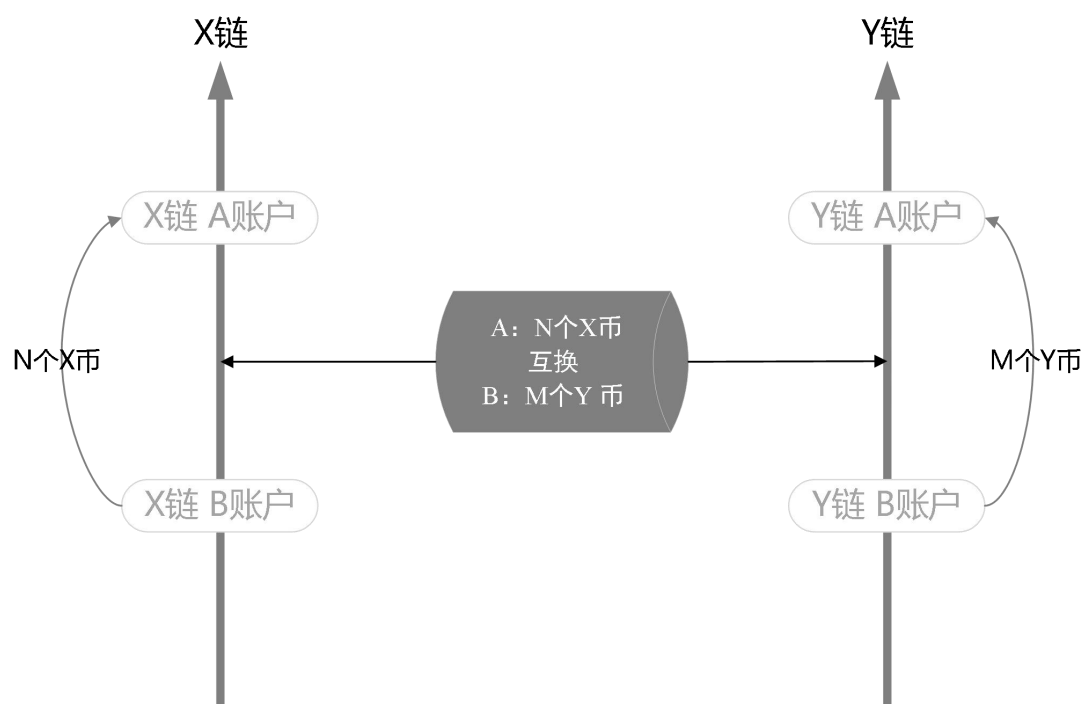 X链
Y链
X链 A账户
Y链 A账户
A：N个X币
互换
B：M个Y 币
N个X币
M个Y币
X链 B账户
Y链 B账户